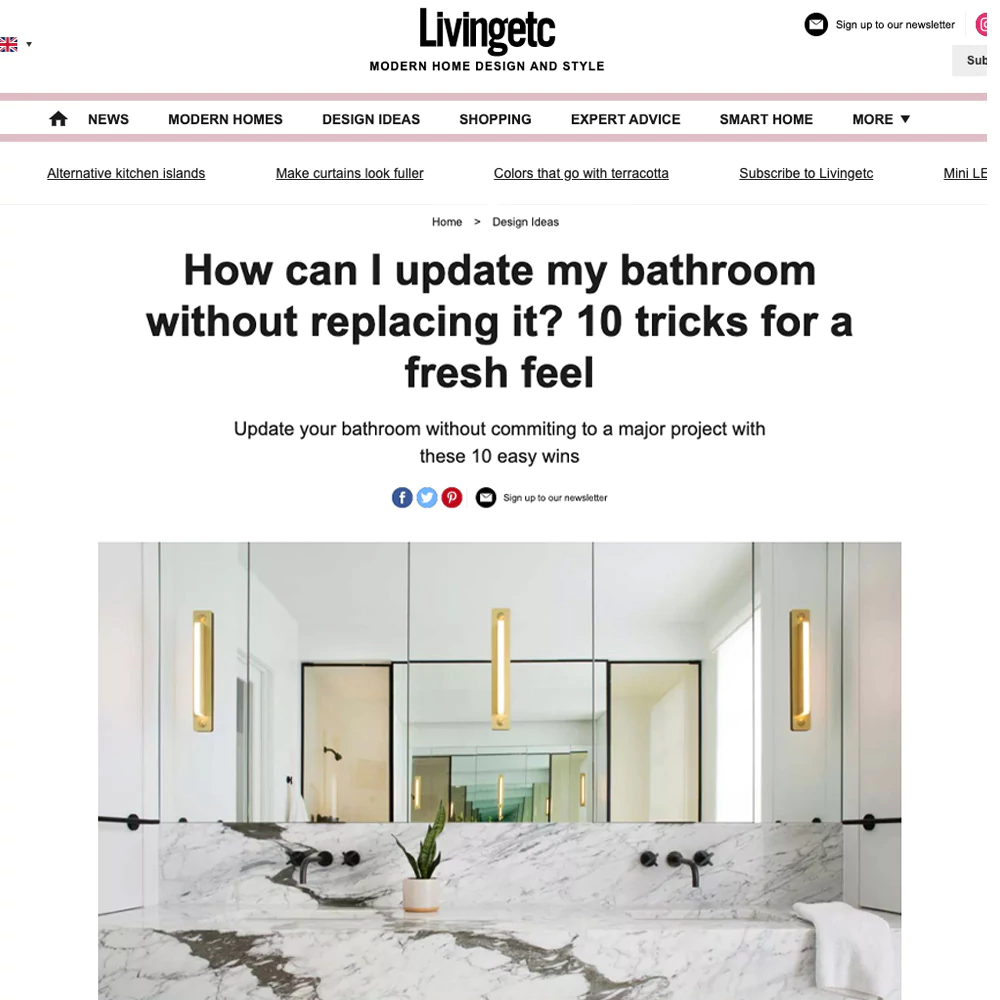 Livingetc
MODERN HOME DESIGN AND STYLE
Sign up to our newsletter
Sub
NEWS MODERN HOMES DESIGN IDEAS SHOPPING EXPERT ADVICE SMART HOME MORE
Alternative kitchen islands Make curtains look fuller Colors that go with terracotta Subscribe to Livingetc Mini LE
Home > Design Ideas
How can I update my bathroom
without replacing it? 10 tricks for a
fresh feel
Update your bathroom without commiting to a major project with
these 10 easy wins
Sign up to our newsletter